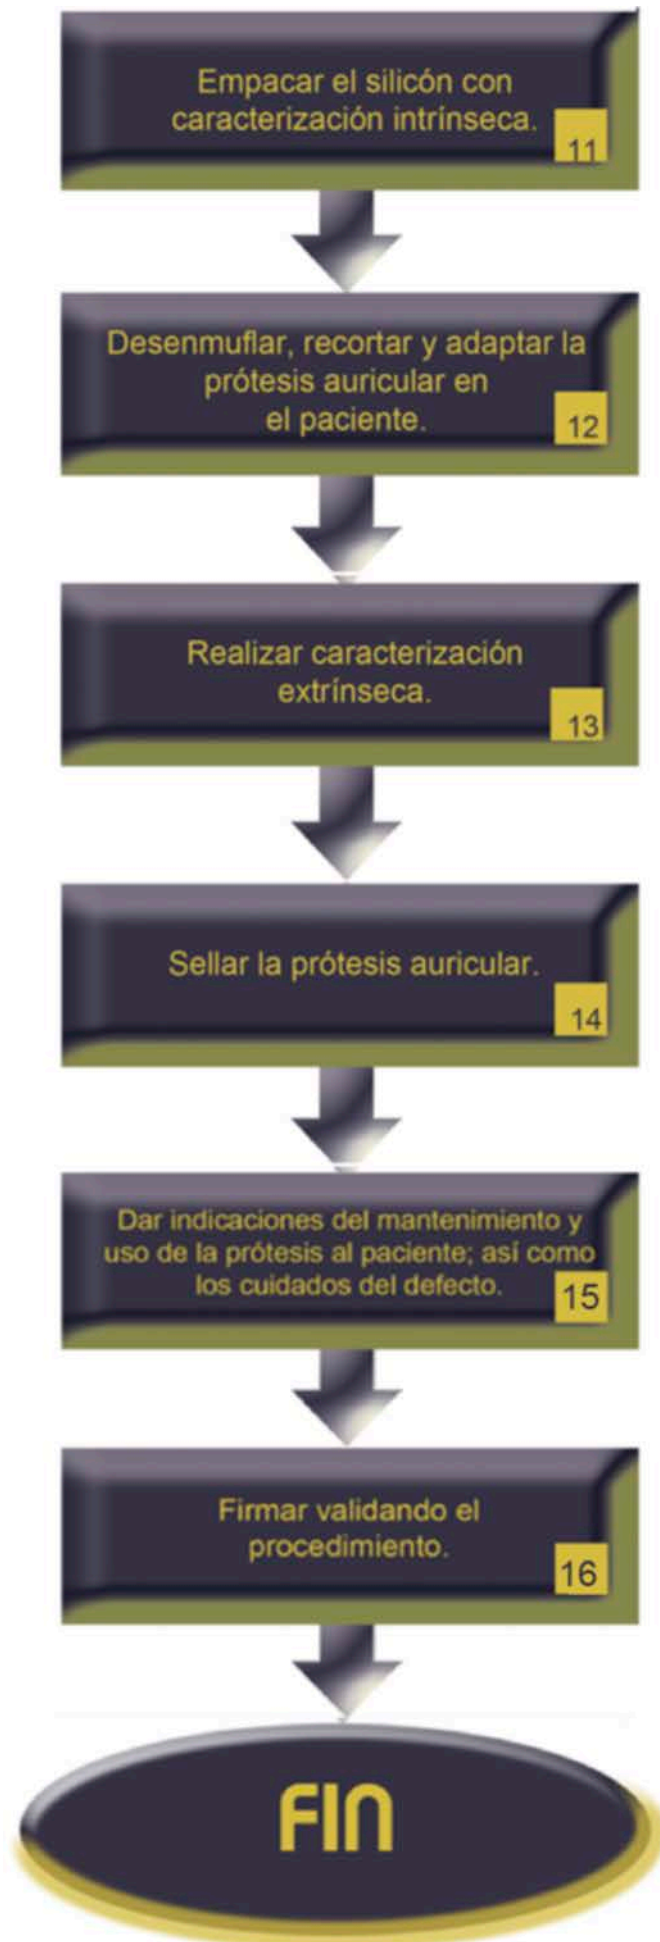 Empacar el silicón con
caracterización intrínseca.
11
Desenmuflar, recortar y adaptar la
prótesis auricular en
el paciente.
12
Realizar caracterización
extrínseca.
13
Sellar la prótesis auricular.
14
Dar indicaciones del mantenimiento y
uso de la prótesis al paciente; así como
los cuidados del defecto.
15
Firmar validando el
procedimiento.
16
FIN